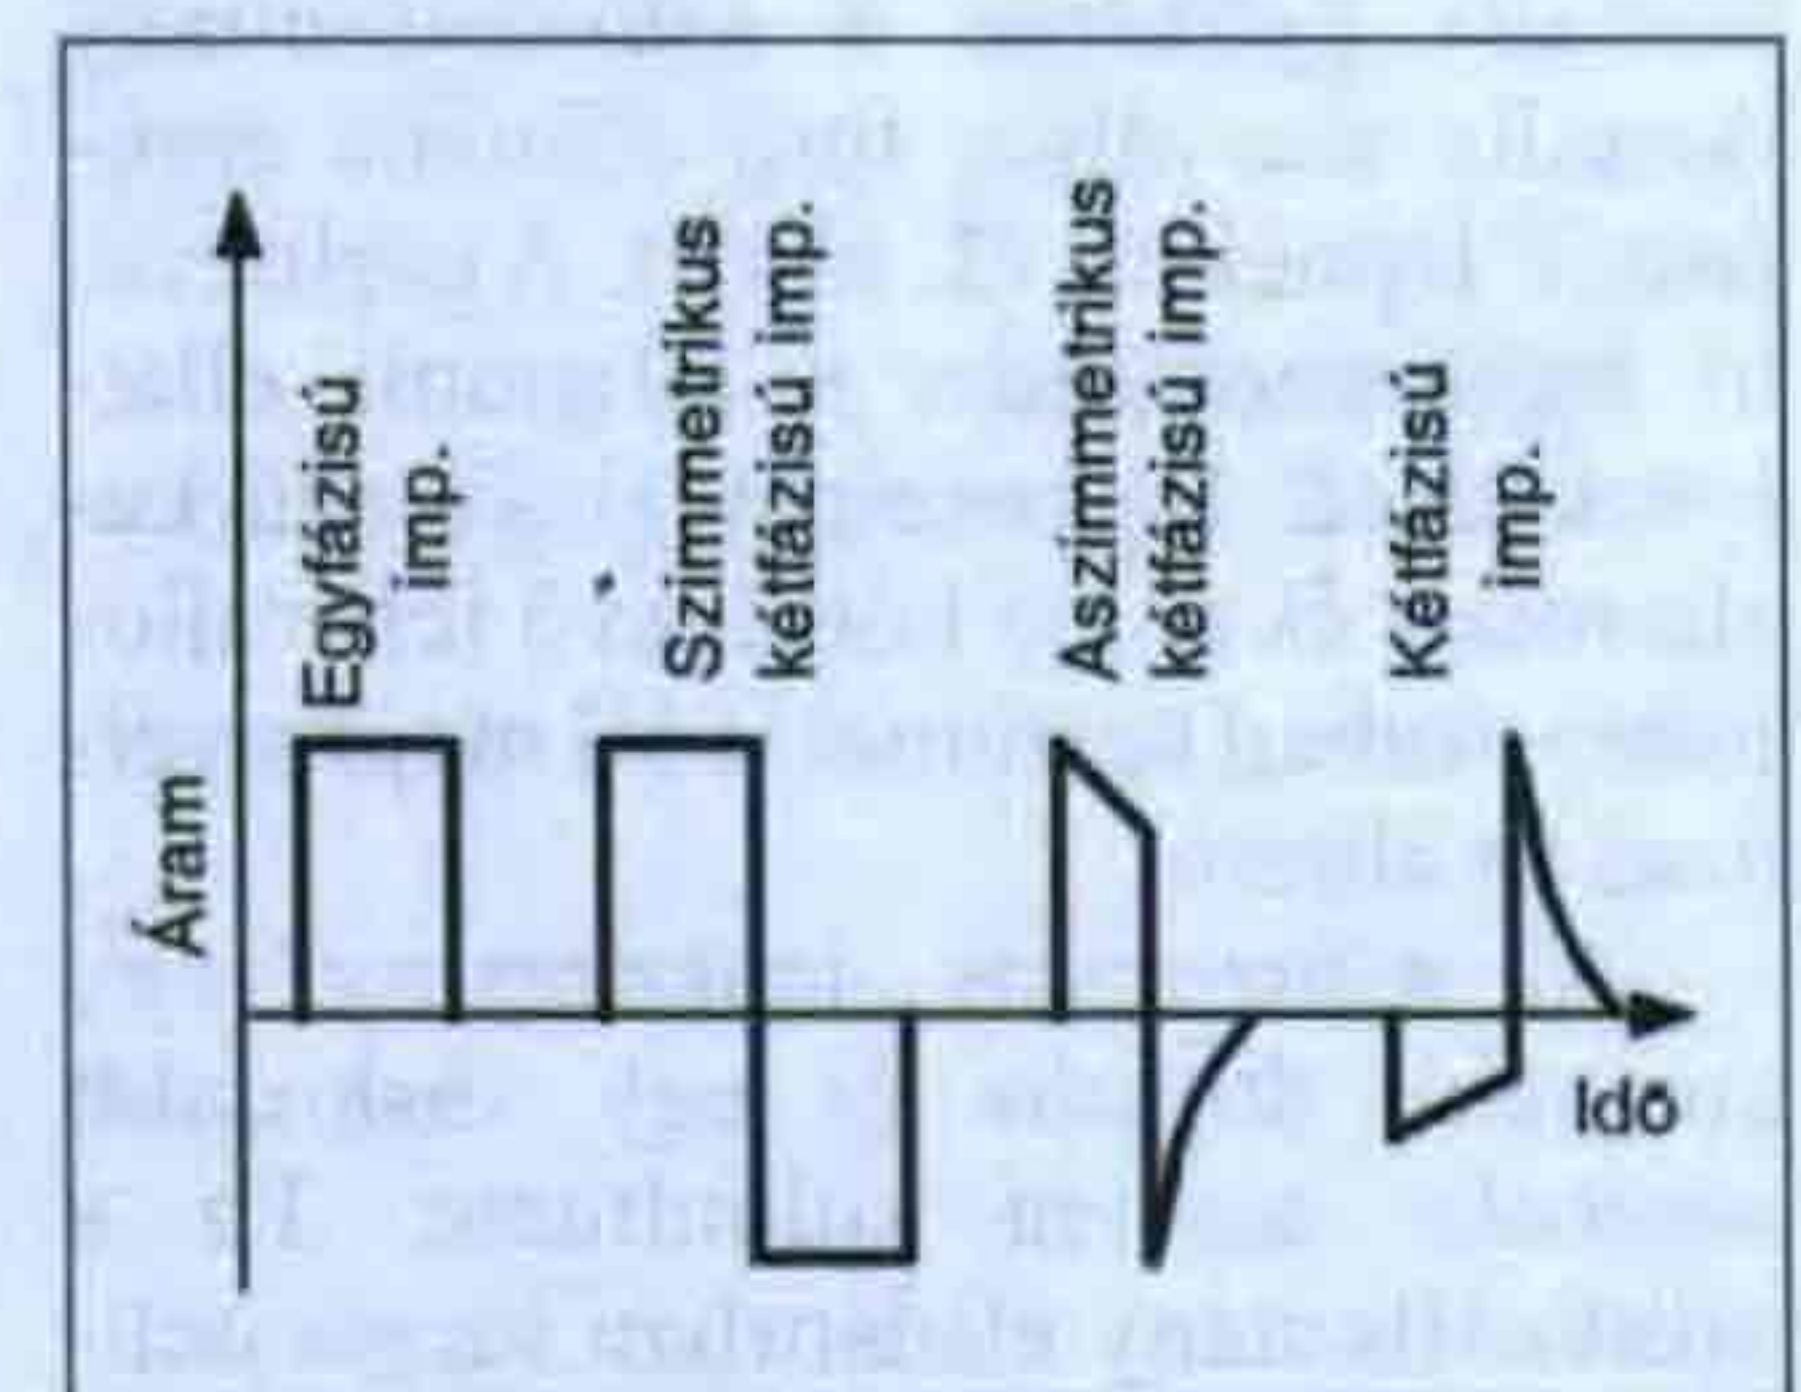 Áram
Egyfázisú
imp.
Szimmetrikus
kétfázisú imp.
Aszimmetrikus
kétfázisú imp.
Kétfázisú
imp.
Idő